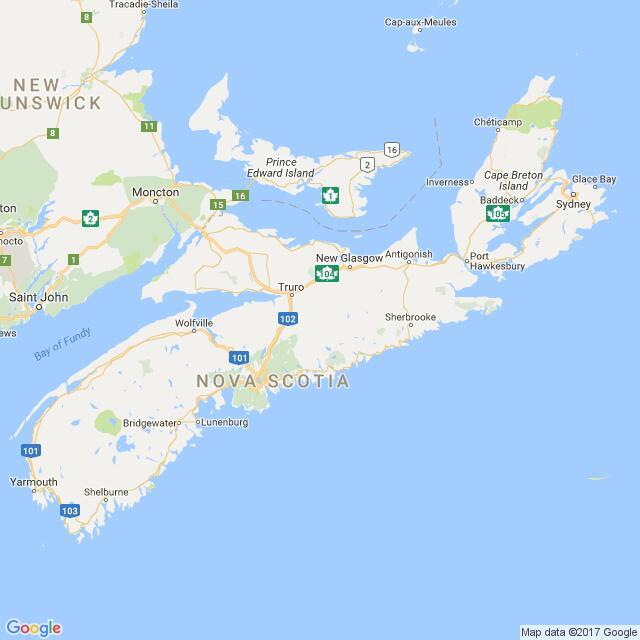 Tracadie-Sheila
Cap-aux-Meules
8
NEW
UNSWICK
11
8
Chéticamp
16
2
Prince
Edward Island
1
Inverness
Cape Breton
Island
Glace Bay
Baddeck
Sydney
105
Moncton
16
15
2
1
7
Saint John
New Glasgow
Antigonish
104
Port
Hawkesbury
Truro
Sherbrooke
Wolfville
102
101
Bay of Fundy
NOVA SCOTIA
Bridgewater
Lunenburg
101
Yarmouth
Shelburne
103
Google
Map data ©2017 Google